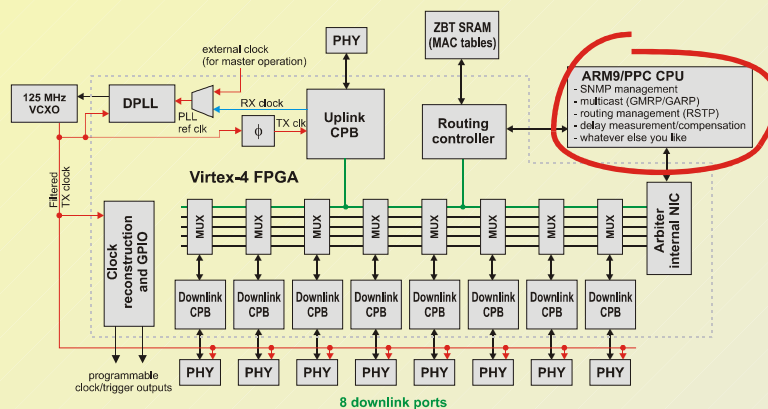 external clock
(for master operation)
PHY
ZBT SRAM
(MAC tables)
ARM9/PPC CPU
- SNMP management
- multicast (GMRP/GARP)
- routing management (RSTP)
- delay measurement/compensation
- whatever else you like
125 MHz
VCXO
DPLL
PLL
ref clk
RX clock
ϕ
TX clk
Uplink
CPB
Routing
controller
Filtered
TX clock
Virtex-4 FPGA
Clock
reconstruction
and GPIO
MUX
MUX
MUX
MUX
MUX
MUX
MUX
MUX
Arbiter
internal NIC
Downlink
CPB
Downlink
CPB
Downlink
CPB
Downlink
CPB
Downlink
CPB
Downlink
CPB
Downlink
CPB
Downlink
CPB
programmable
clock/trigger outputs
PHY
PHY
PHY
PHY
PHY
PHY
PHY
PHY
8 downlink ports